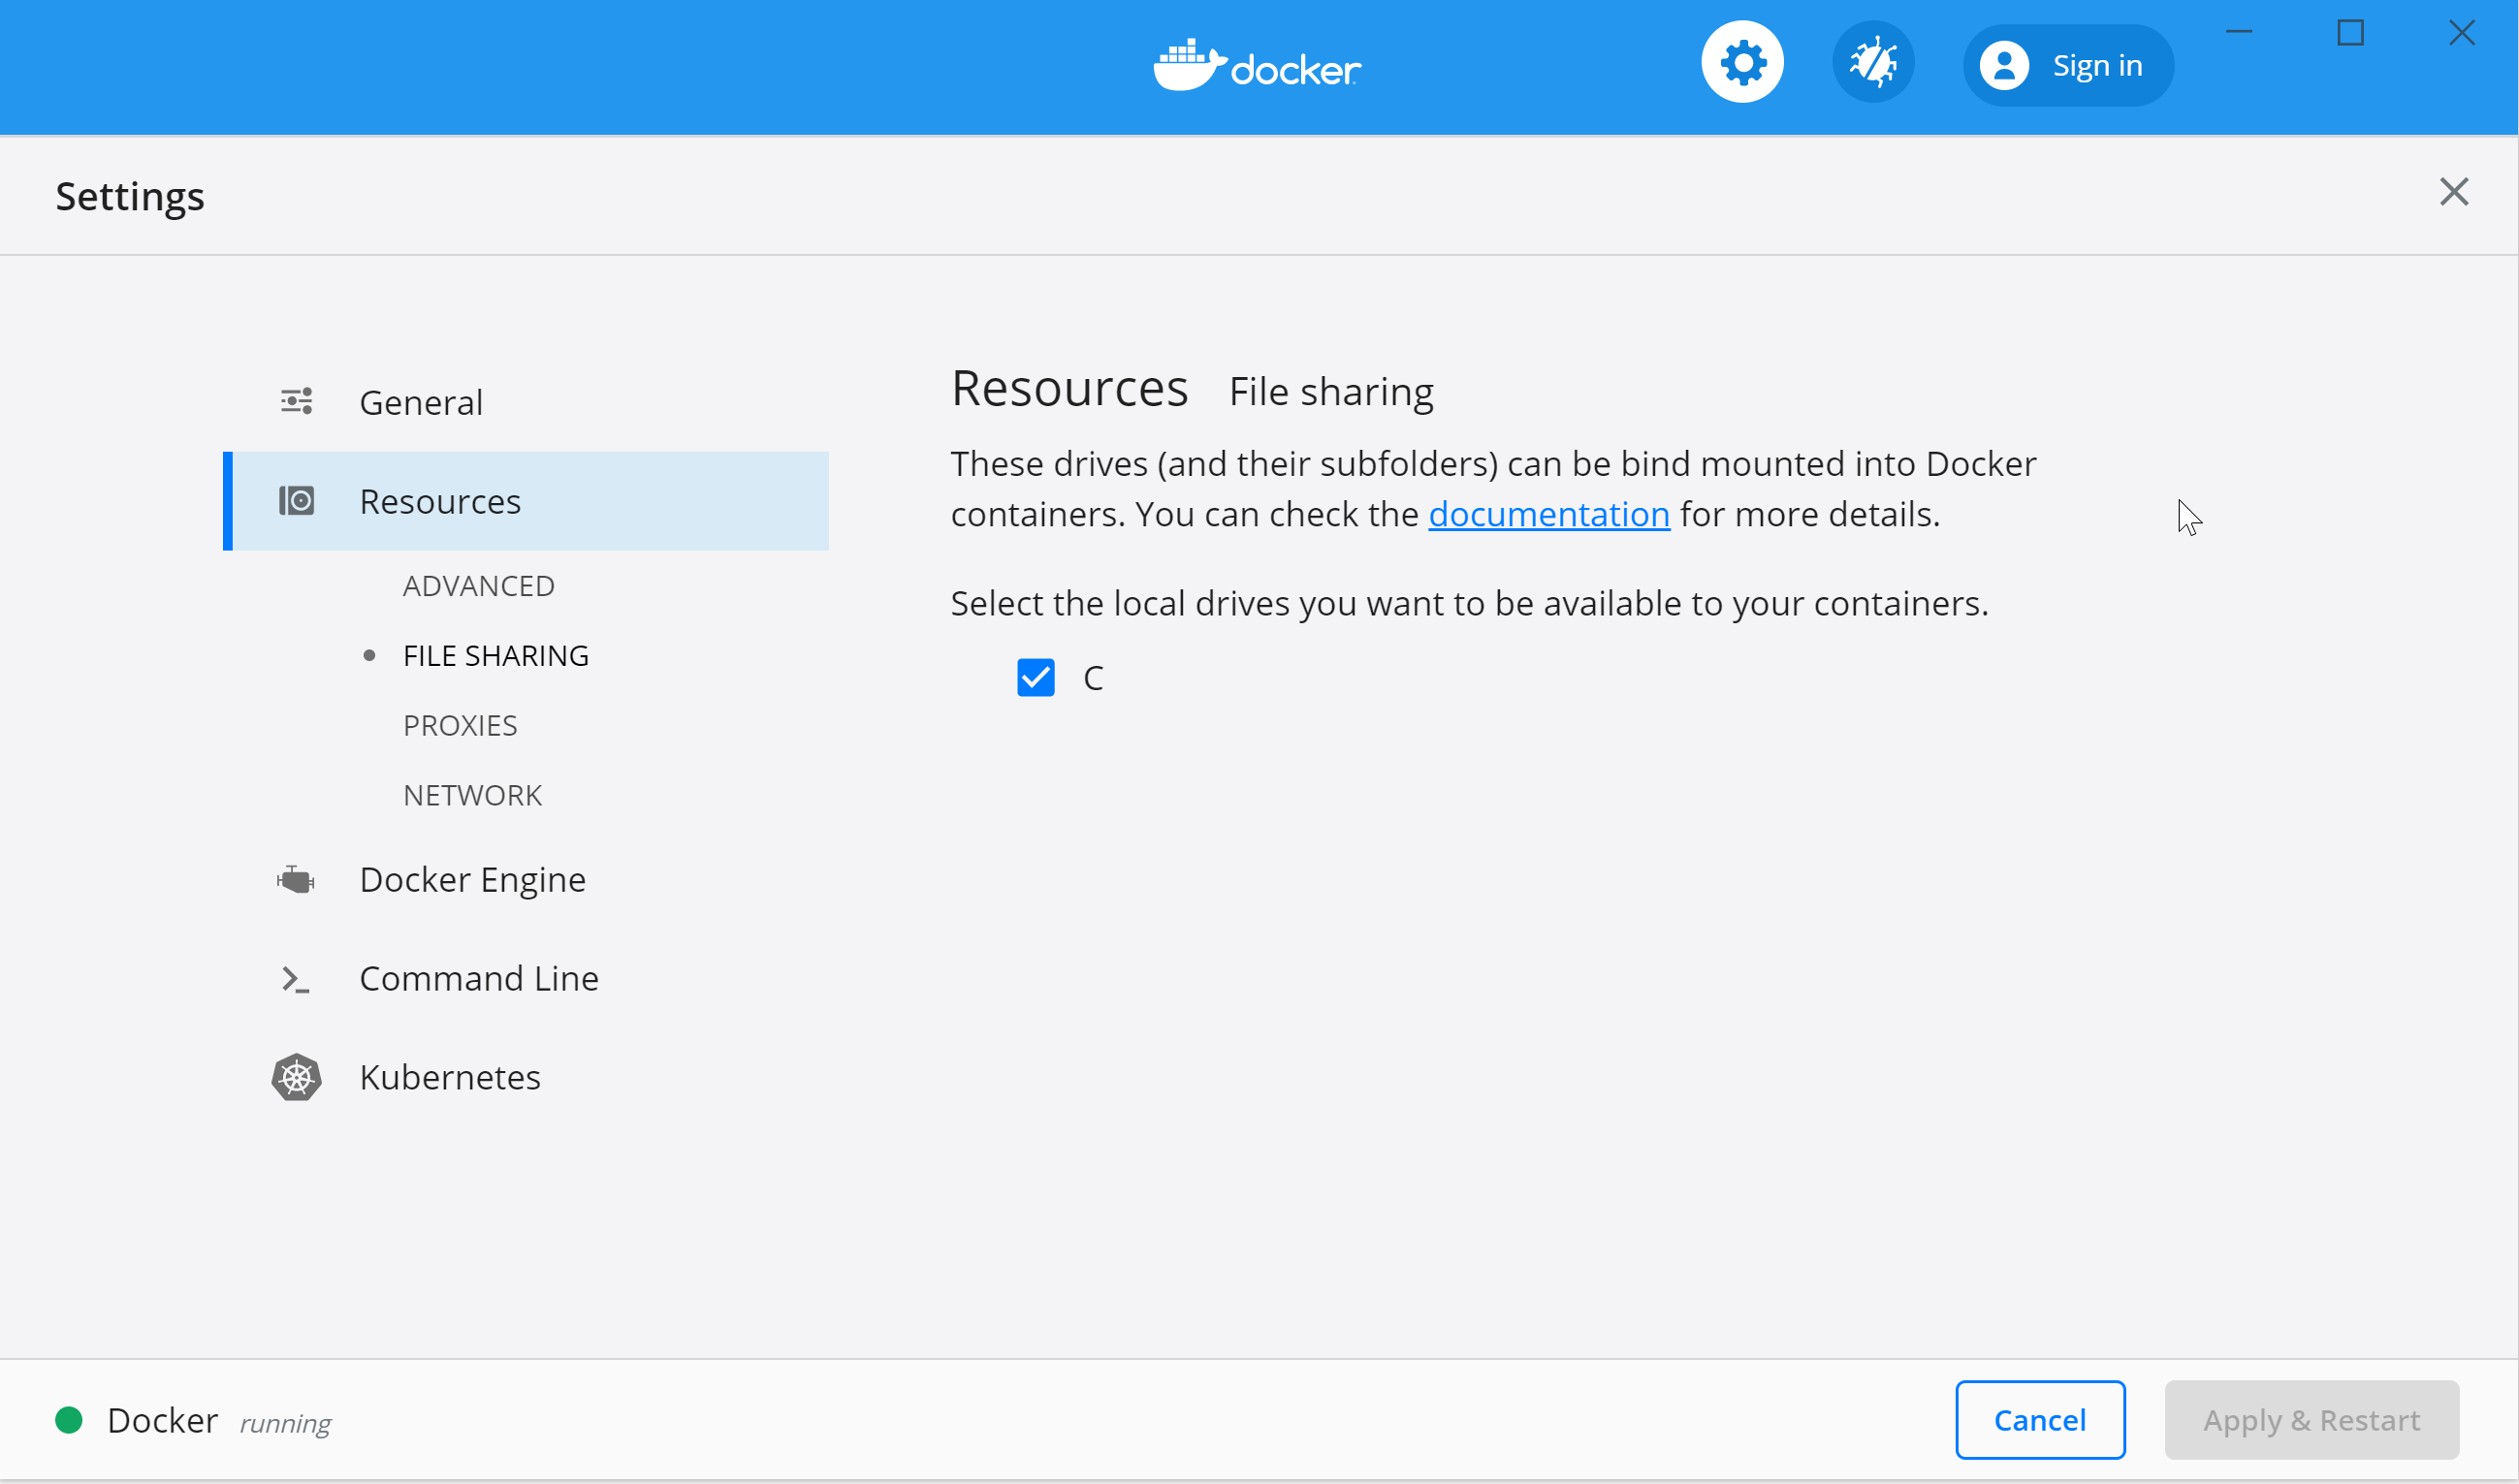 docker
Sign in
Settings
General
Resources
ADVANCED
FILE SHARING
PROXIES
NETWORK
Docker Engine
Command Line
Kubernetes
Resources File sharing
These drives (and their subfolders) can be bind mounted into Docker
containers. You can check the documentation for more details.
Select the local drives you want to be available to your containers.
C
Docker running
Cancel
Apply & Restart